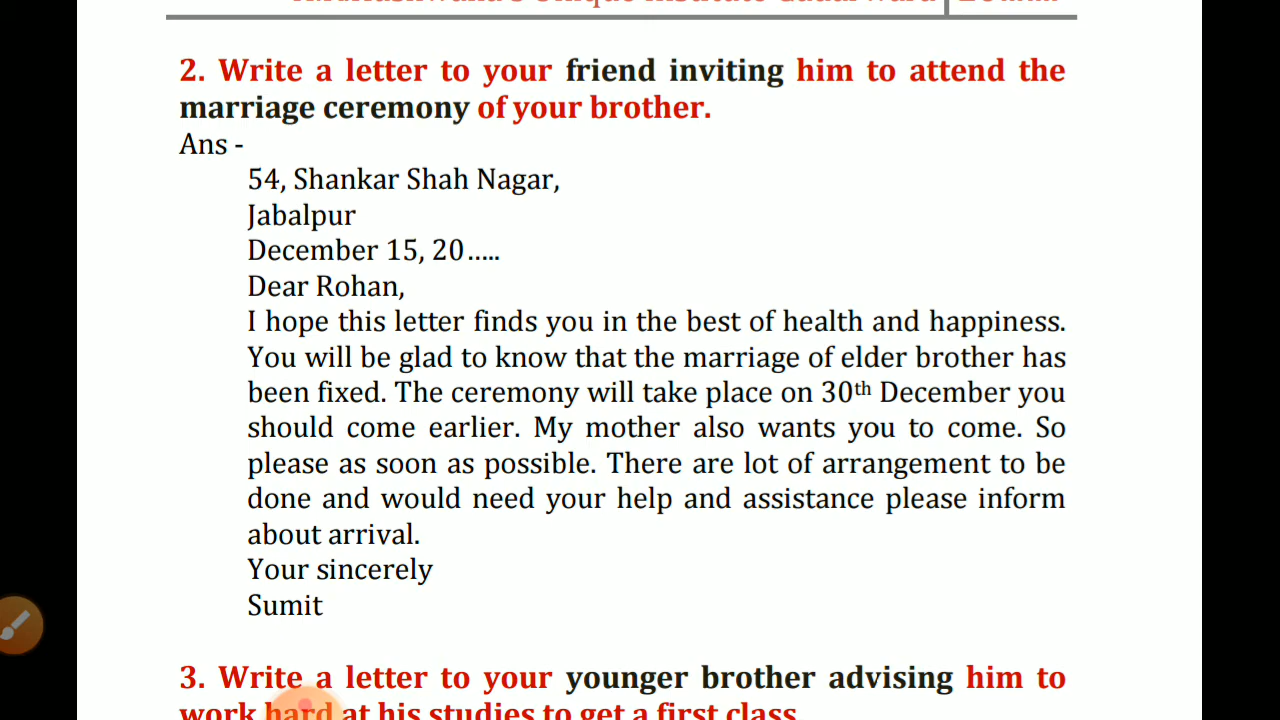 2. Write a letter to your friend inviting him to attend the
marriage ceremony of your brother.
Ans -
54, Shankar Shah Nagar,
Jabalpur
December 15, 20…..
Dear Rohan,
I hope this letter finds you in the best of health and happiness.
You will be glad to know that the marriage of elder brother has
been fixed. The ceremony will take place on 30th December you
should come earlier. My mother also wants you to come. So
please as soon as possible. There are lot of arrangement to be
done and would need your help and assistance please inform
about arrival.
Your sincerely
Sumit
3. Write a letter to your younger brother advising him to
work hard at his studies to get a first class